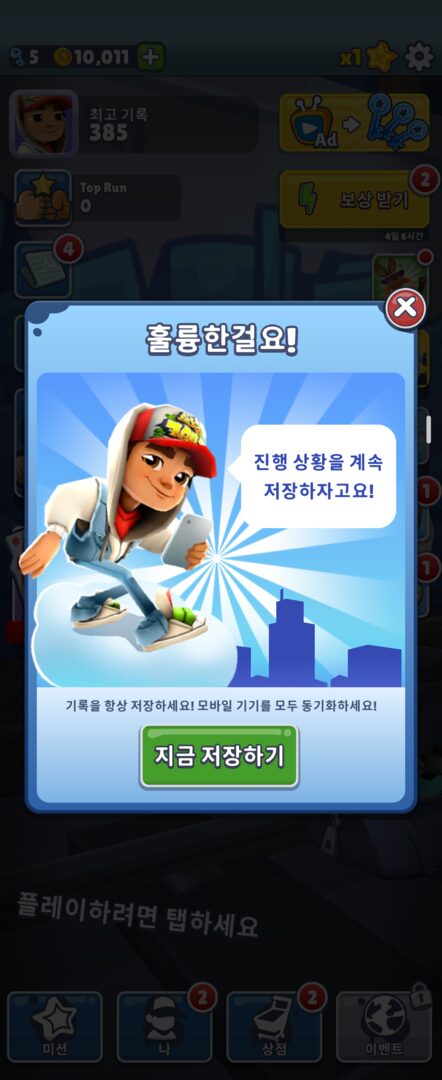 5
10,011
x1
최고 기록
385
Ad
Top Run
0
2
보상 받기
4일 6시간
4
훌륭한걸요!
진행 상황을 계속
저장하자고요!
1
1
기록을 항상 저장하세요! 모바일 기기를 모두 동기화하세요!
지금 저장하기
플레이하려면 탭하세요
미션
2
나
2
상점
이벤트